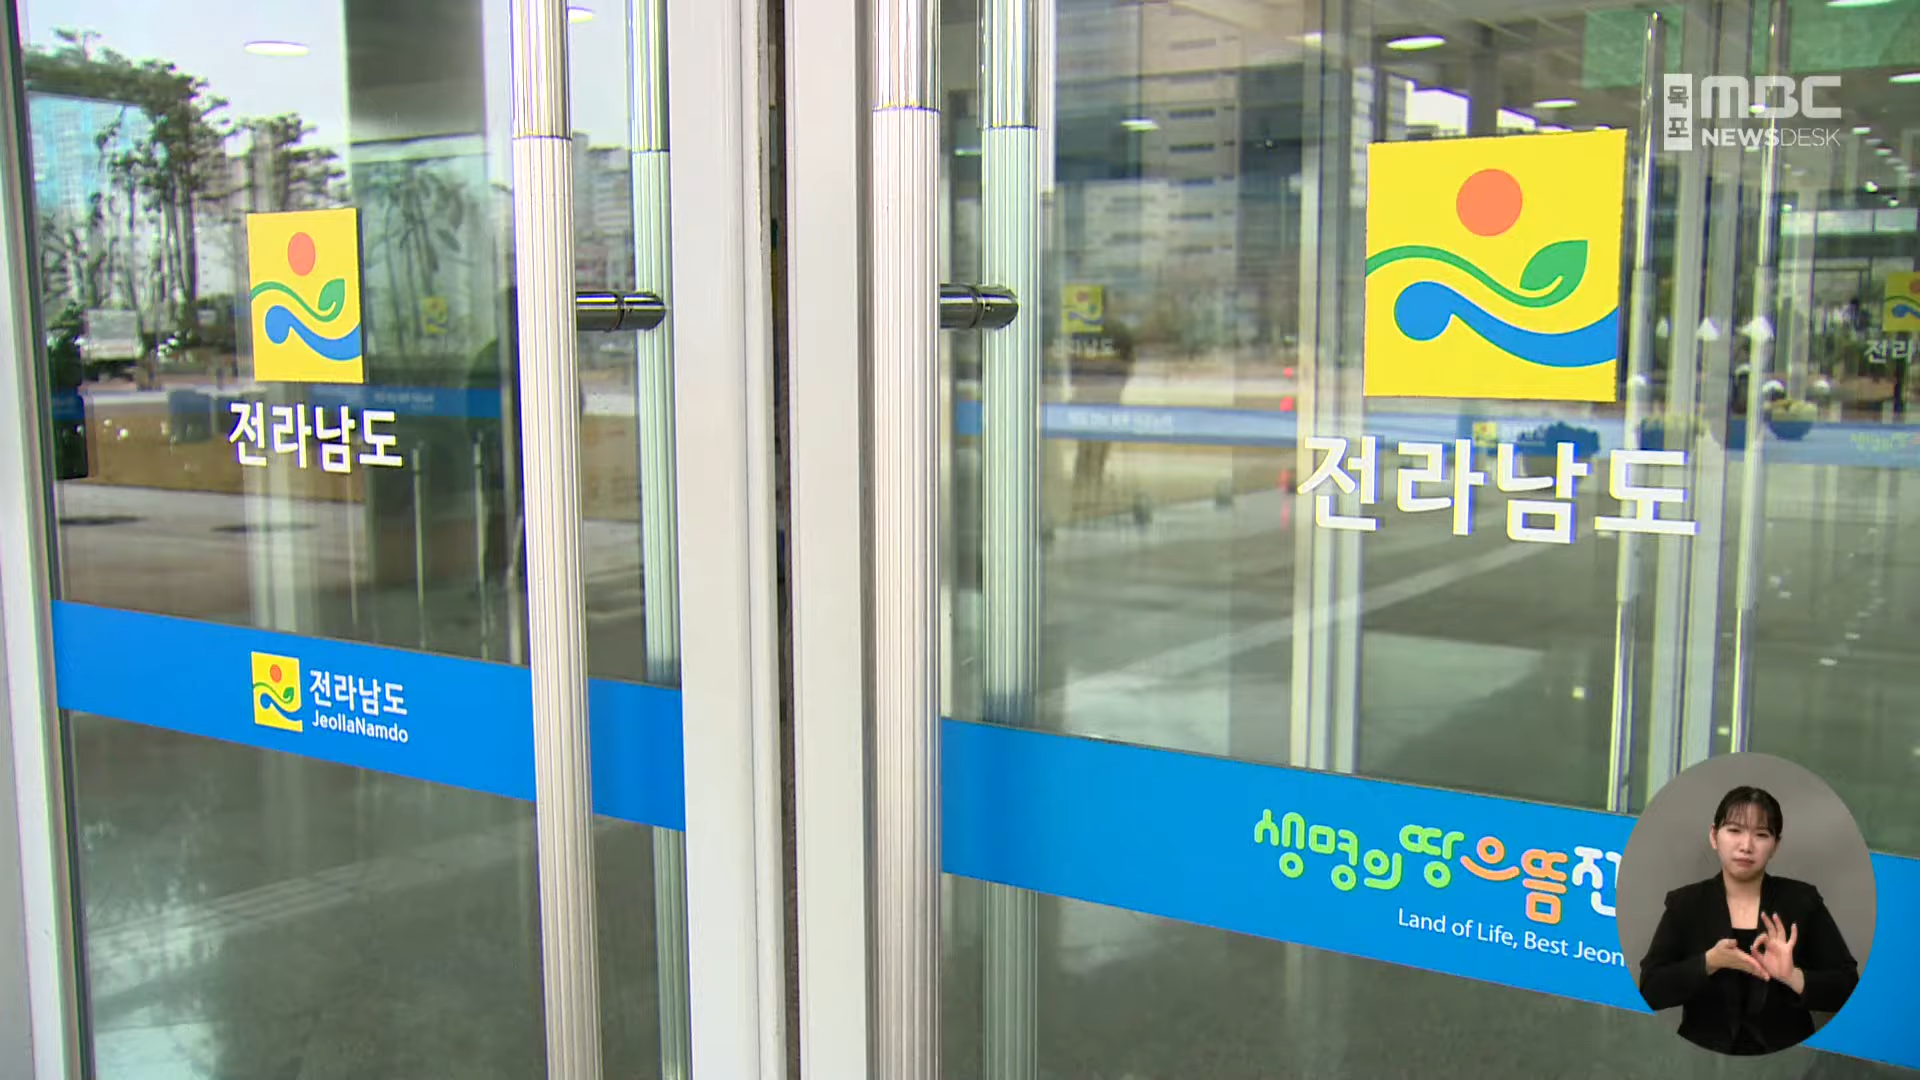 목포 MBC
NEWSDESK
전라남도
전라남도
전라남도
JeollaNamdo
생명의 땅 으뜸 전
Land of Life, Best Jeon